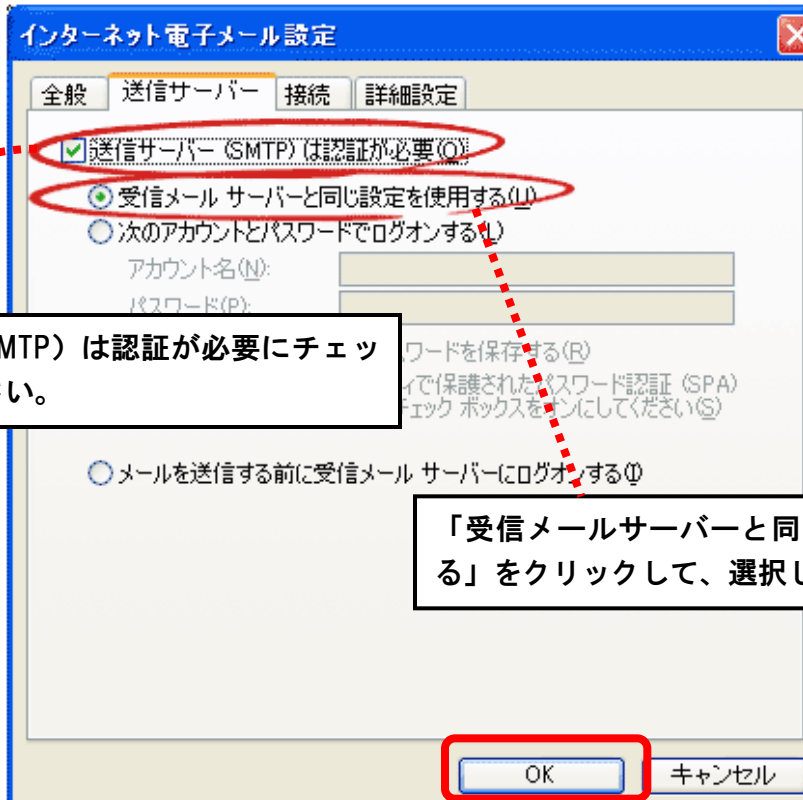 インターネット電子メール設定
全般 送信サーバー 接続 詳細設定
送信サーバー (SMTP) は認証が必要(O)
受信メール サーバーと同じ設定を使用する(U)
次のアカウントとパスワードでログオンする(L)
アカウント名(N):
パスワード(P):
MTP）は認証が必要にチェッ
い。
ワードを保存する(R)
ィで保護されたパスワード認証 (SPA)
チェック ボックスをオンにしてください(S)
メールを送信する前に受信メール サーバーにログオンする(I)
「受信メールサーバーと同
る」をクリックして、選択し
OK キャンセル